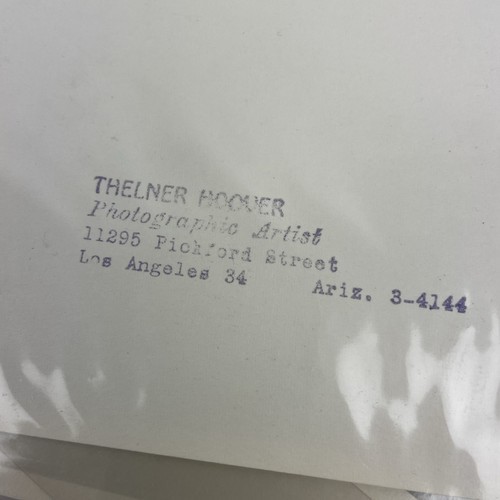 THELNER HOOVER
Photographic Artist
11295 Pickford Street
Los Angeles 34 Ariz. 3-4144